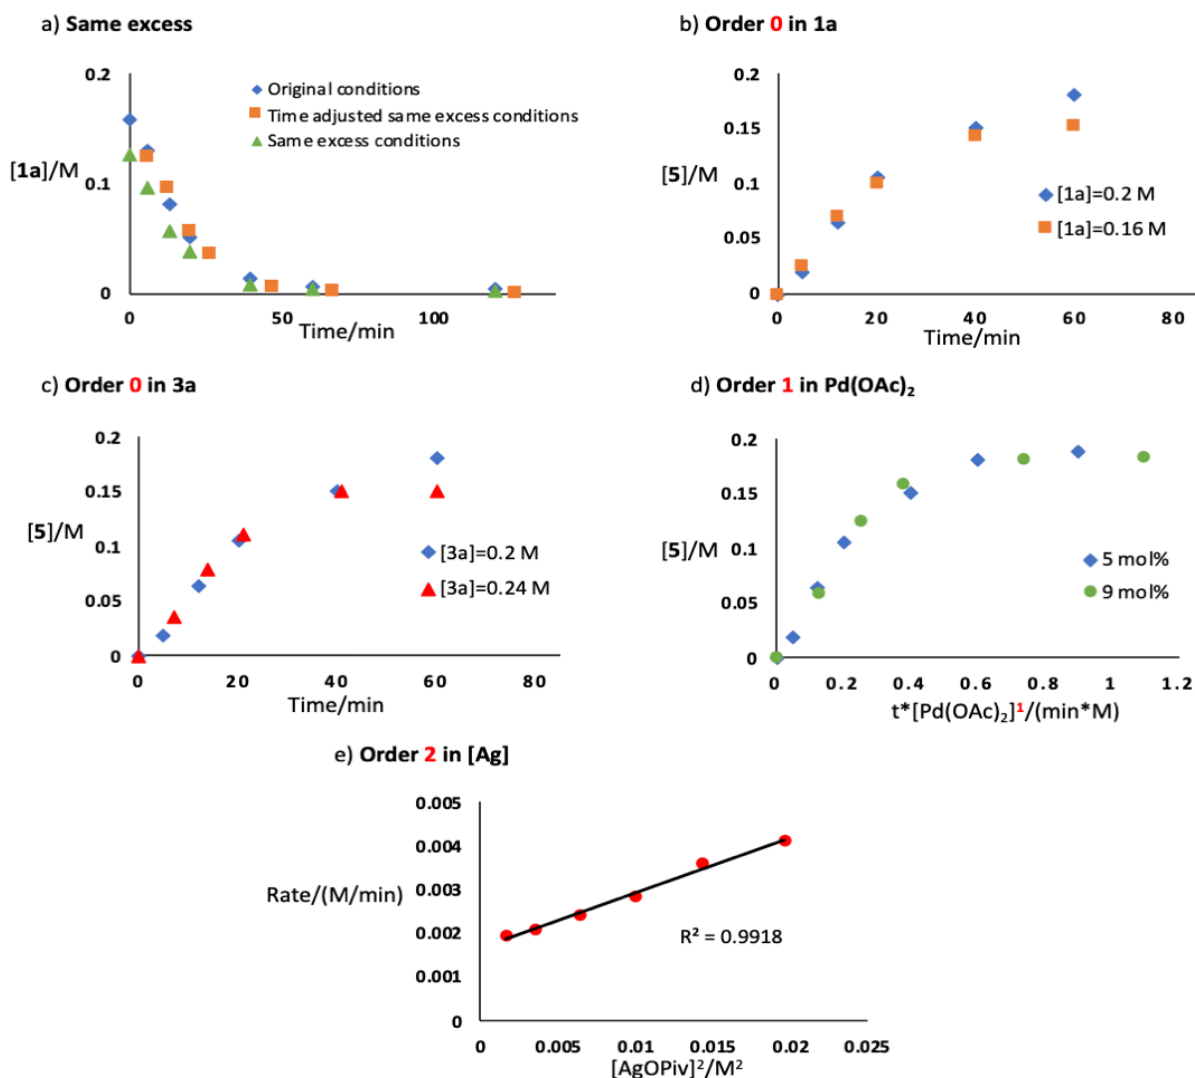 a) Same excess
0.2
[1a]/M
0.1
0
0
50
100
Time/min
Original conditions
Time adjusted same excess conditions
Same excess conditions
b) Order 0 in 1a
0.2
0.15
[5]/M
0.1
0.05
0
0
20
40
60
80
Time/min
[1a]=0.2 M
[1a]=0.16 M
c) Order 0 in 3a
0.2
0.15
[5]/M
0.1
0.05
0
0
20
40
60
80
Time/min
[3a]=0.2 M
[3a]=0.24 M
d) Order 1 in Pd(OAc)₂
0.2
0.15
[5]/M
0.1
0.05
0
0
0.2
0.4
0.6
0.8
1
1.2
t*[Pd(OAc)₂]¹/(min*M)
5 mol%
9 mol%
e) Order 2 in [Ag]
0.005
0.004
Rate/(M/min)
0.003
0.002
0.001
0
R² = 0.9918
0
0.005
0.01
0.015
0.02
0.025
[AgOPiv]²/M²